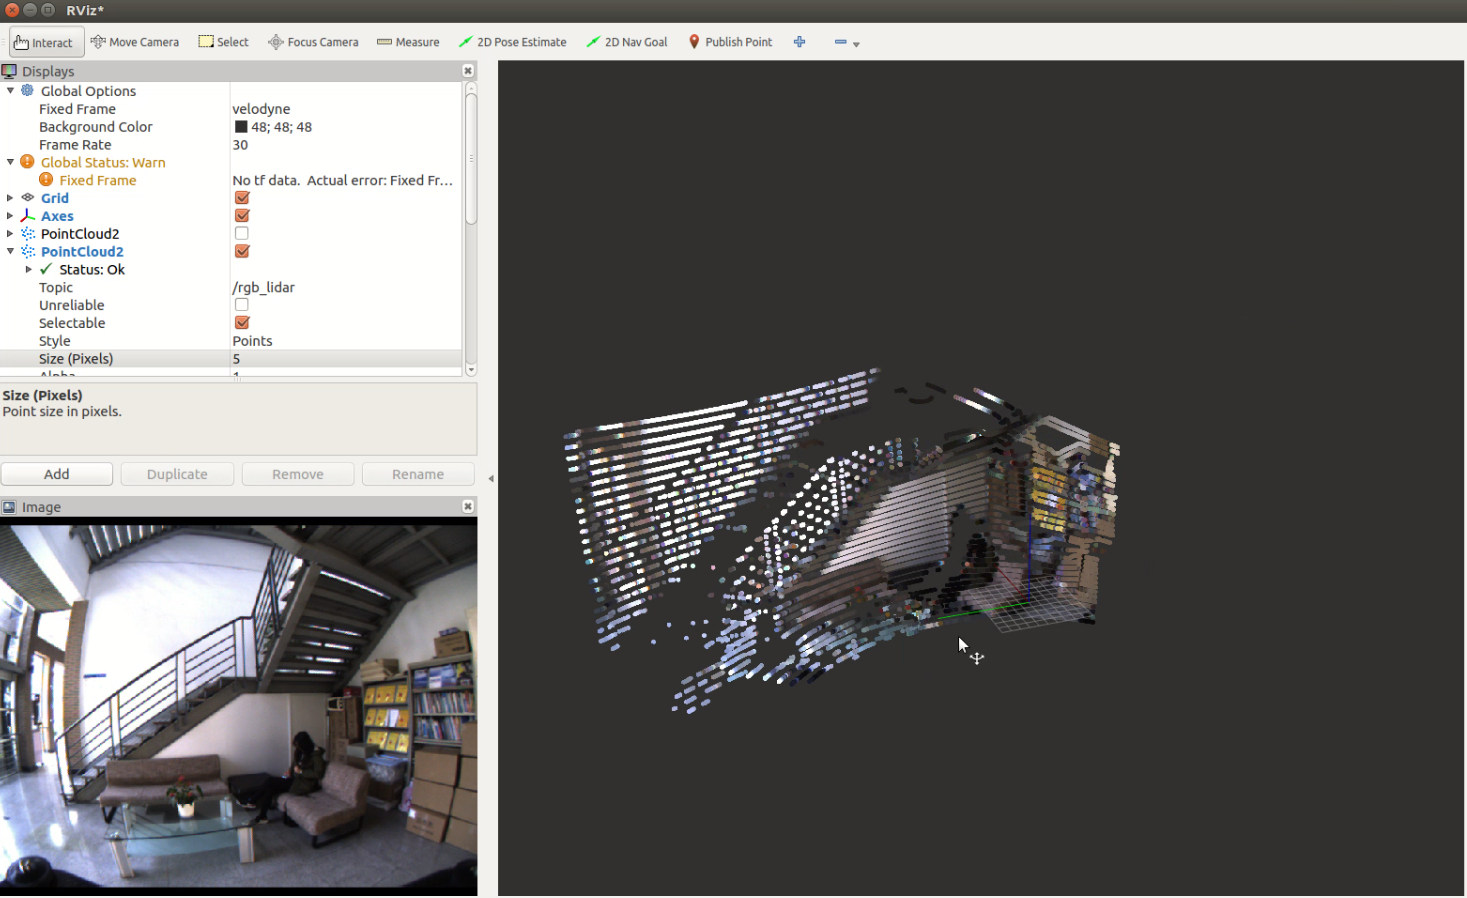 RViz*
Interact Move Camera Select Focus Camera Measure 2D Pose Estimate 2D Nav Goal Publish Point
Displays
Global Options
Fixed Frame velodyne
Background Color 48; 48; 48
Frame Rate 30
Global Status: Warn
Fixed Frame No tf data. Actual error: Fixed Fr...
Grid
Axes
PointCloud2
PointCloud2
Status: Ok
Topic /rgb_lidar
Unreliable
Selectable
Style Points
Size (Pixels) 5
Alpha 1
Size (Pixels)
Point size in pixels.
Add Duplicate Remove Rename
Image